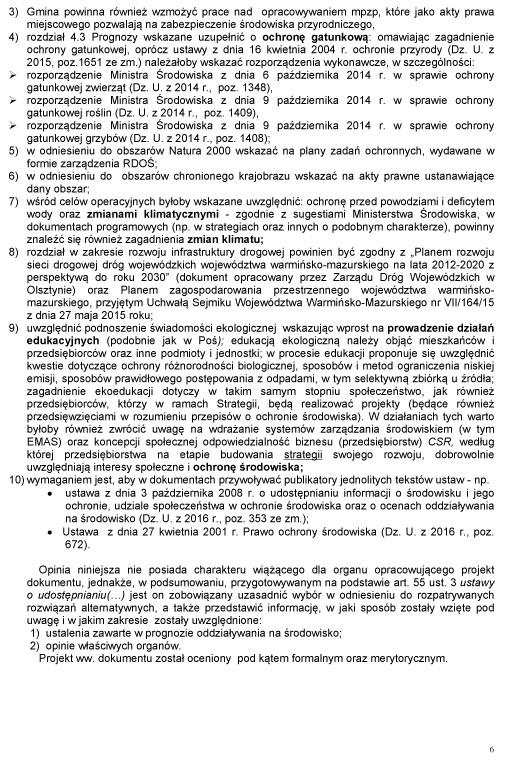 3) Gmina powinna również wzmożyć prace nad opracowywaniem mpzp, które jako akty prawa
miejscowego pozwalają na zabezpieczenie środowiska przyrodniczego,
4) rozdział 4.3 Prognozy wskazane uzupełnić o ochronę gatunkową: omawiając zagadnienie
ochrony gatunkowej, oprócz ustawy z dnia 16 kwietnia 2004 r. ochronie przyrody (Dz. U. z
2015, poz.1651 ze zm.) należałoby wskazać rozporządzenia wykonawcze, w szczególności:
➢ rozporządzenie Ministra Środowiska z dnia 6 października 2014 r. w sprawie ochrony
gatunkowej zwierząt (Dz. U. z 2014 r., poz. 1348),
➢ rozporządzenie Ministra Środowiska z dnia 9 października 2014 r. w sprawie ochrony
gatunkowej roślin (Dz. U. z 2014 r., poz. 1409),
➢ rozporządzenie Ministra Środowiska z dnia 9 października 2014 r. w sprawie ochrony
gatunkowej grzybów (Dz. U. z 2014 r., poz. 1408);
5) w odniesieniu do obszarów Natura 2000 wskazać na plany zadań ochronnych, wydawane w
formie zarządzenia RDOŚ;
6) w odniesieniu do obszarów chronionego krajobrazu wskazać na akty prawne ustanawiające
dany obszar;
7) wśród celów operacyjnych byłoby wskazane uwzględnić: ochronę przed powodziami i deficytem
wody oraz zmianami klimatycznymi - zgodnie z sugestiami Ministerstwa Środowiska, w
dokumentach programowych (np. w strategiach oraz innych o podobnym charakterze), powinny
znaleźć się również zagadnienia zmian klimatu;
8) rozdział w zakresie rozwoju infrastruktury drogowej powinien być zgodny z „Planem rozwoju
sieci drogowej dróg wojewódzkich województwa warmińsko-mazurskiego na lata 2012-2020 z
perspektywą do roku 2030” (dokument opracowany przez Zarządu Dróg Wojewódzkich w
Olsztynie) oraz Planem zagospodarowania przestrzennego województwa warmińsko-
mazurskiego, przyjętym Uchwałą Sejmiku Województwa Warmińsko-Mazurskiego nr VII/164/15
z dnia 27 maja 2015 roku;
9) uwzględnić podnoszenie świadomości ekologicznej wskazując wprost na prowadzenie działań
edukacyjnych (podobnie jak w Poś); edukacją ekologiczną należy objąć mieszkańców i
przedsiębiorców oraz inne podmioty i jednostki; w procesie edukacji proponuje się uwzględnić
kwestie dotyczące ochrony różnorodności biologicznej, sposobów i metod ograniczenia niskiej
emisji, sposobów prawidłowego postępowania z odpadami, w tym selektywną zbiórką u źródła;
zagadnienie ekoedukacji dotyczy w takim samym stopniu społeczeństwo, jak również
przedsiębiorców, którzy w ramach Strategii, będą realizować projekty (będące również
przedsięwzięciami w rozumieniu przepisów o ochronie środowiska). W działaniach tych warto
byłoby również zwrócić uwagę na wdrażanie systemów zarządzania środowiskiem (w tym
EMAS) oraz koncepcji społecznej odpowiedzialność biznesu (przedsiębiorstw) CSR, według
której przedsiębiorstwa na etapie budowania strategii swojego rozwoju, dobrowolnie
uwzględniają interesy społeczne i ochronę środowiska;
10) wymaganiem jest, aby w dokumentach przywoływać publikatory jednolitych tekstów ustaw - np.
• ustawa z dnia 3 października 2008 r. o udostępnianiu informacji o środowisku i jego
ochronie, udziale społeczeństwa w ochronie środowiska oraz o ocenach oddziaływania
na środowisko (Dz. U. z 2016 r., poz. 353 ze zm.);
• Ustawa z dnia 27 kwietnia 2001 r. Prawo ochrony środowiska (Dz. U. z 2016 r., poz.
672).
Opinia niniejsza nie posiada charakteru wiążącego dla organu opracowującego projekt
dokumentu, jednakże, w podsumowaniu, przygotowywanym na podstawie art. 55 ust. 3 ustawy
o udostępnianiu(…) jest on zobowiązany uzasadnić wybór w odniesieniu do rozpatrywanych
rozwiązań alternatywnych, a także przedstawić informację, w jaki sposób zostały wzięte pod
uwagę i w jakim zakresie zostały uwzględnione:
1) ustalenia zawarte w prognozie oddziaływania na środowisko;
2) opinie właściwych organów.
Projekt ww. dokumentu został oceniony pod kątem formalnym oraz merytorycznym.
6